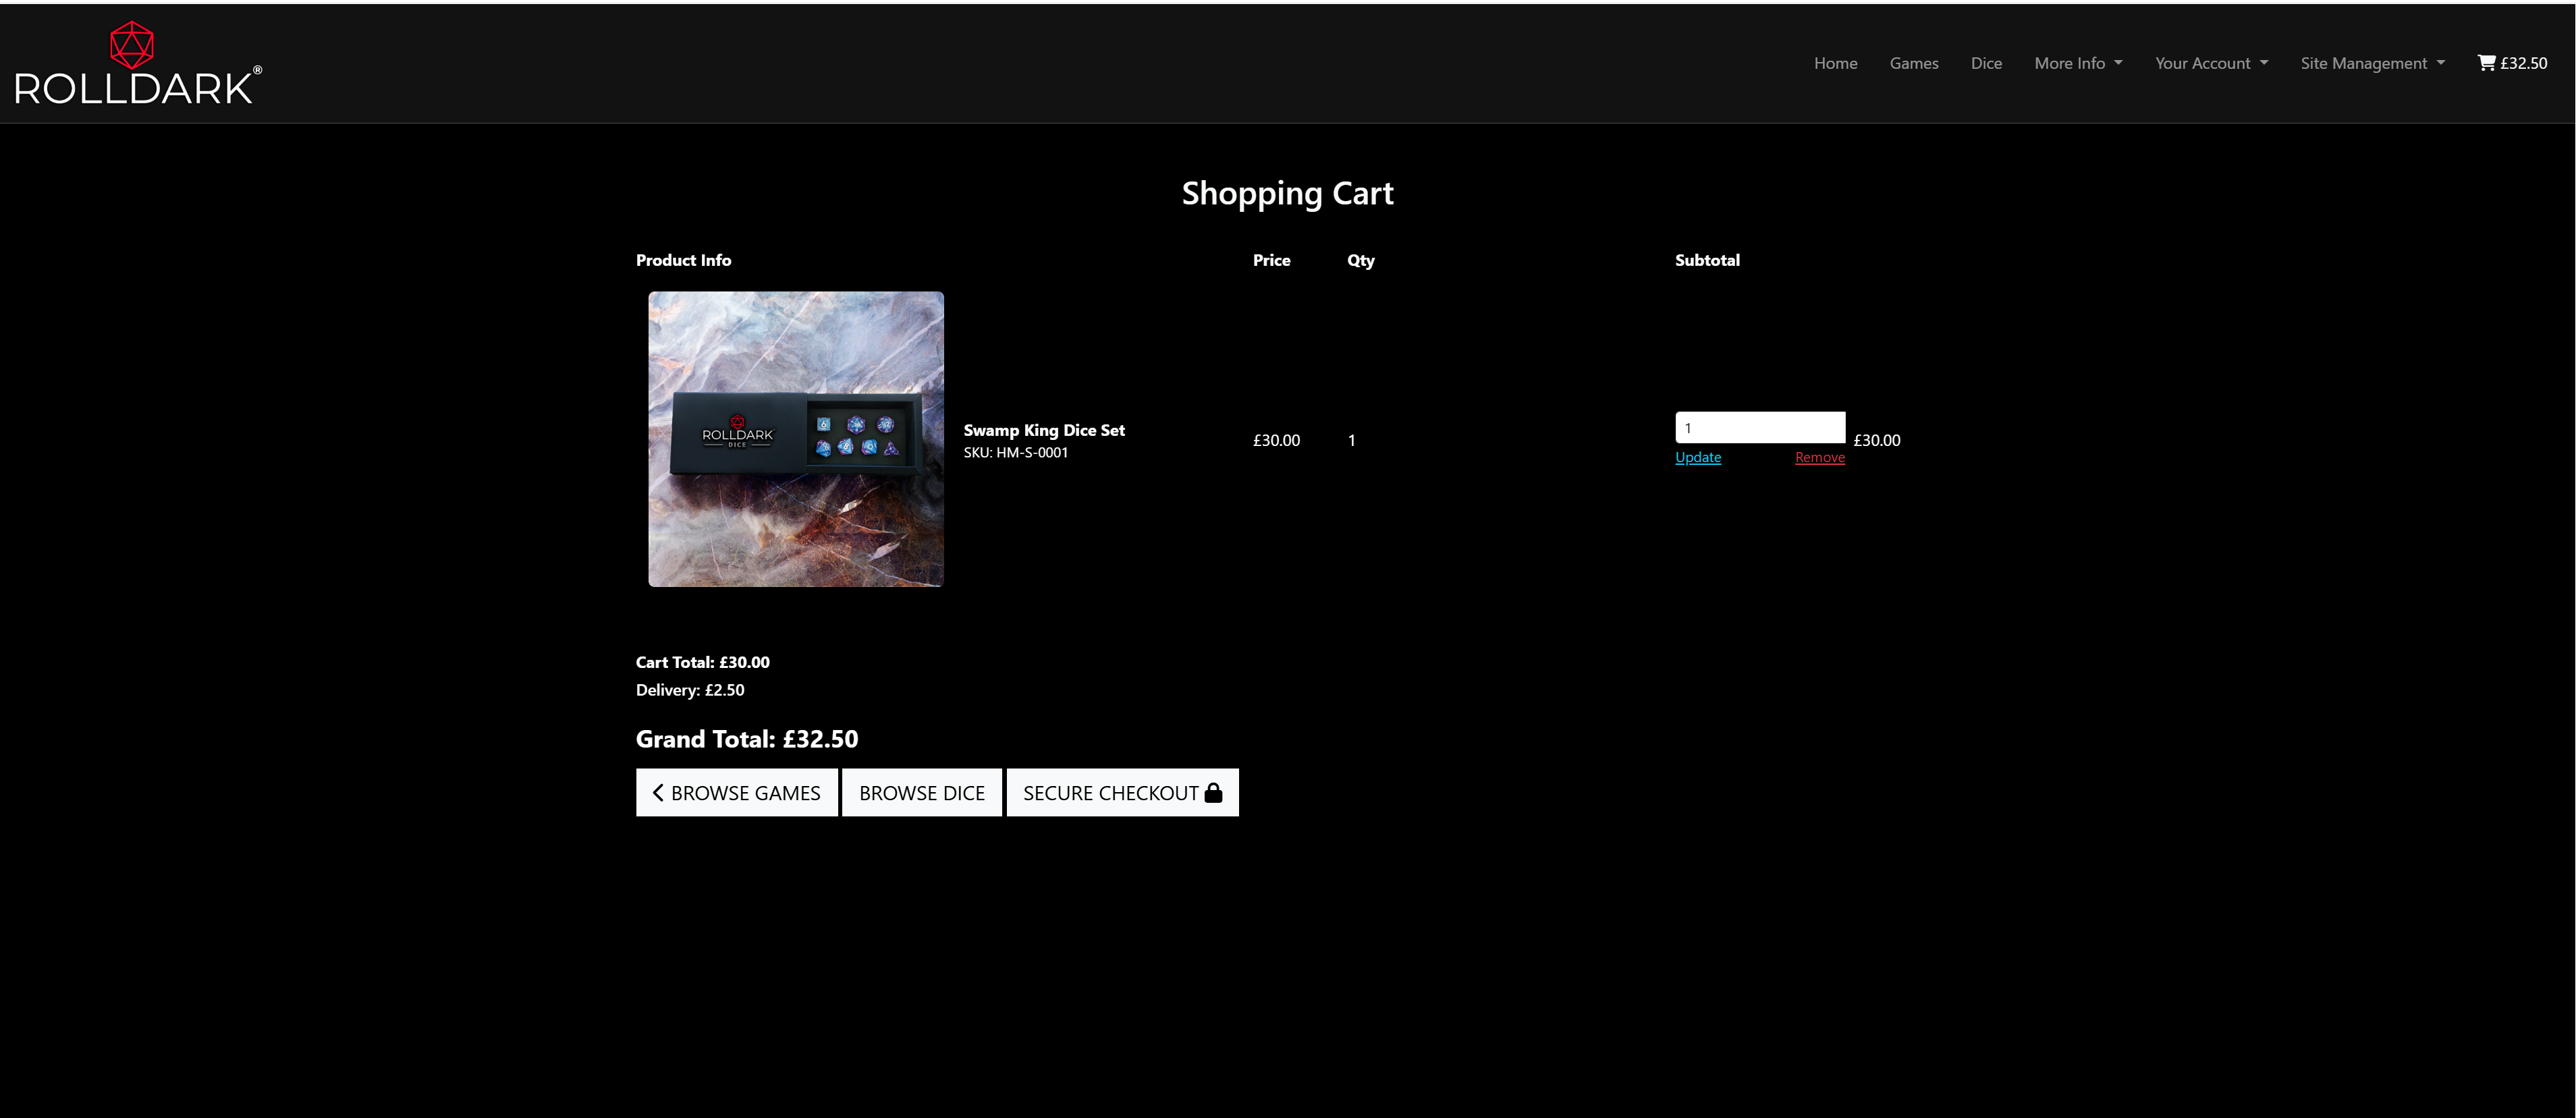 ROLLDARK®
Home Games Dice More Info Your Account Site Management £32.50
Shopping Cart
Product Info Price Qty Subtotal
ROLLDARK
DICE
Swamp King Dice Set
SKU: HM-S-0001
£30.00
1
1
Update Remove
£30.00
Cart Total: £30.00
Delivery: £2.50
Grand Total: £32.50
BROWSE GAMES BROWSE DICE SECURE CHECKOUT